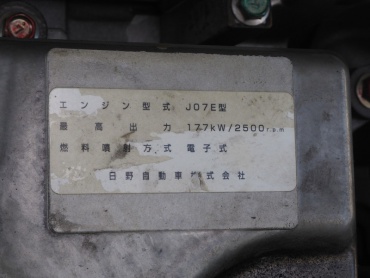 エンジン型式 J07E型
最高出力 177kW/2500r.p.m
燃料噴射方式 電子式
日野自動車株式会社